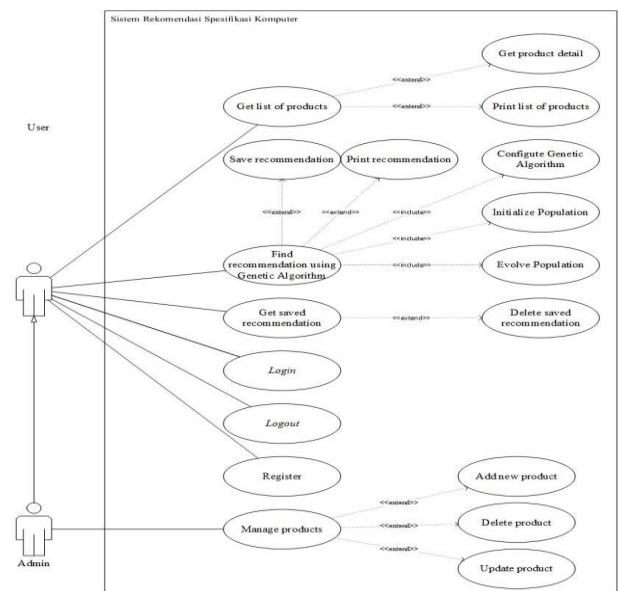 Sistem Rekomendasi Spesifikasi Komputer
Get product detail
<<extend>>
Get list of products
<<extend>>
Print list of products
User
Save recommendation
Print recommendation
Configute Genetic
Algorithm
<<extend>>
<<extend>>
<<include>>
Initialize Population
<<include>>
Find
recommendation using
Genetic Algorithm
<<include>>
Evolve Population
Get saved
recommendation
<<extend>>
Delete saved
recommendation
Login
Logout
Register
Add new product
<<extend>>
Manage products
<<extend>>
Delete product
<<extend>>
Update product
Admin